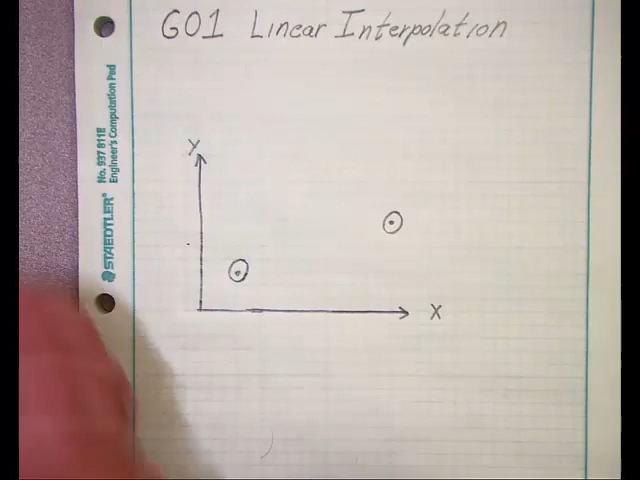 G01 Linear Interpolation
No. 937 811E
Engineer's Computation Pad
STAEDTLER
Y
X